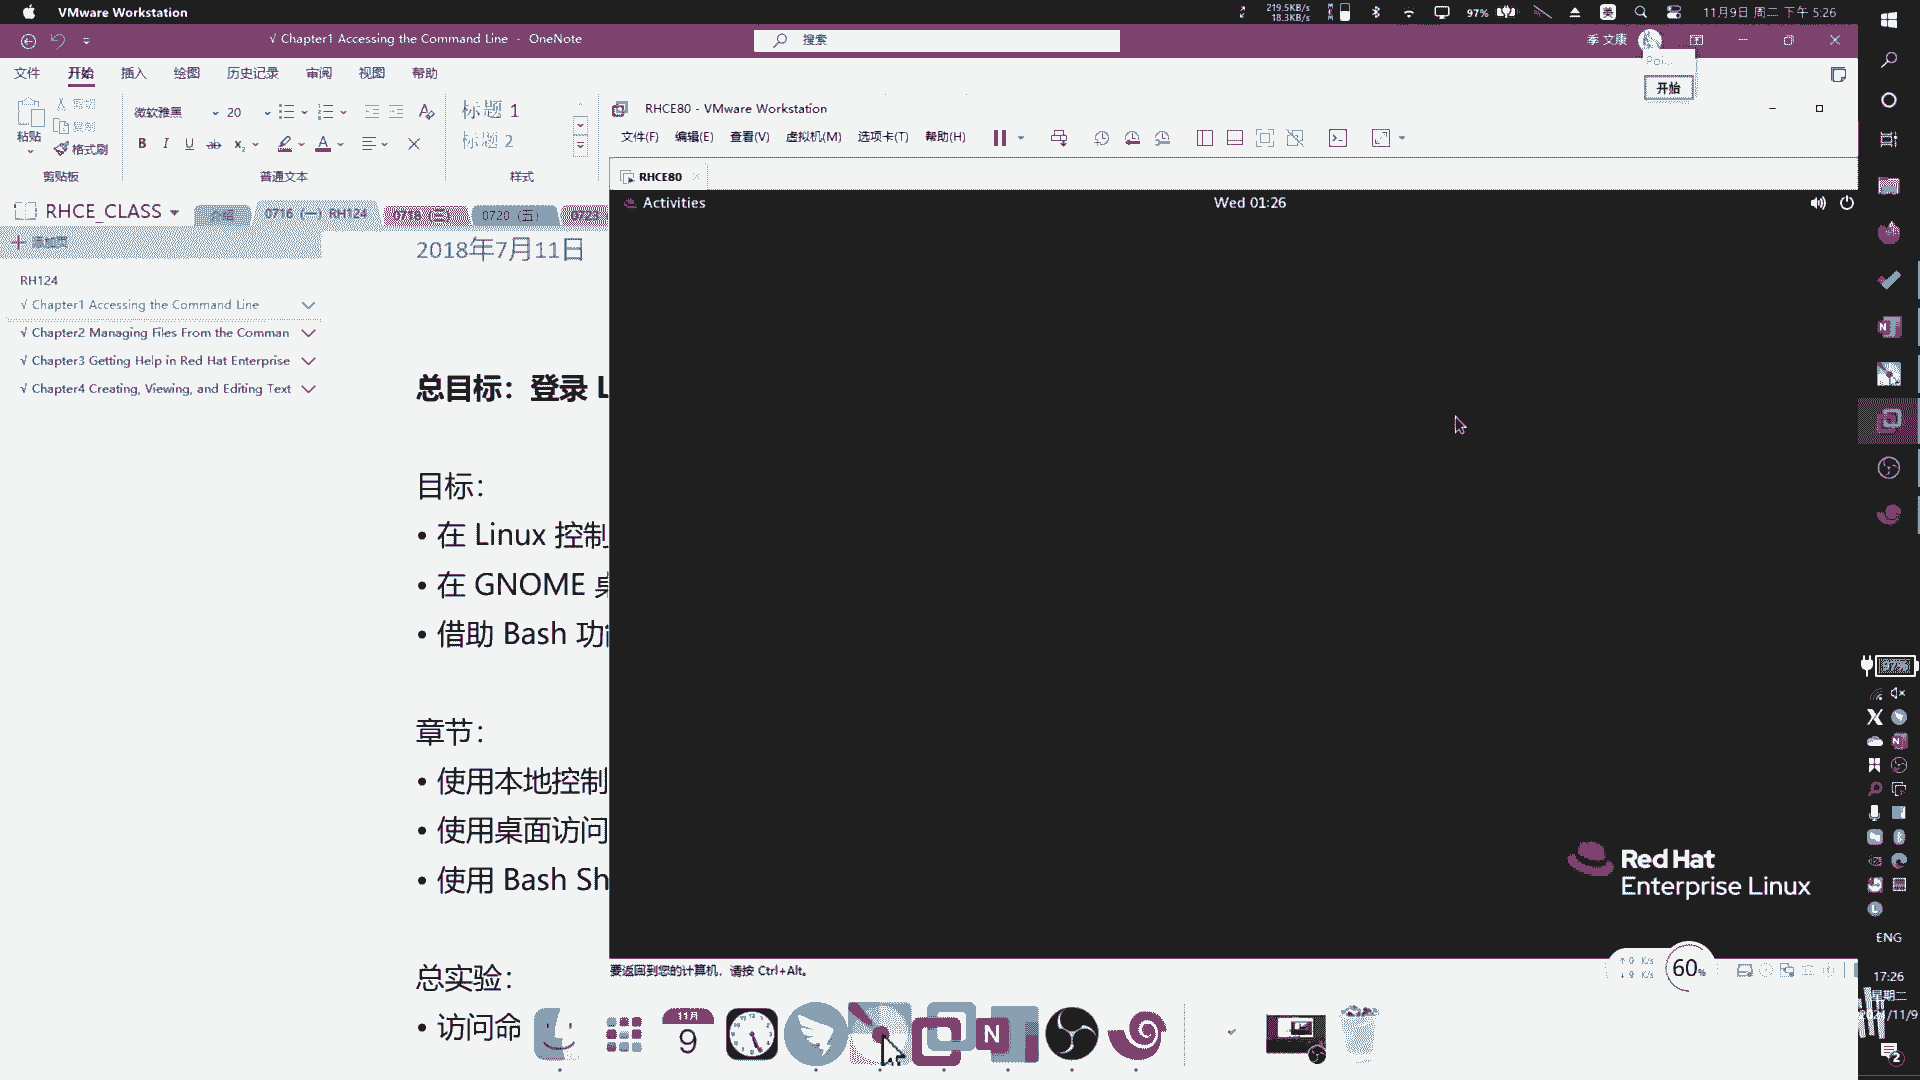 VMware Workstation
219.5KB/s
18.3KB/s
97%
美
11月9日 周二 下午 5:26
√ Chapter1 Accessing the Command Line - OneNote
搜索
季 文康
文件
开始
插入
绘图
历史记录
审阅
视图
帮助
Poi...
开始
粘贴
剪切
复制
格式刷
微软雅黑
20
B I U ab x₂
A
标题 1
标题 2
剪贴板
普通文本
样式
RHCE80 - VMware Workstation
文件(F)
编辑(E)
查看(V)
虚拟机(M)
选项卡(T)
帮助(H)
RHCE80
Activities
Wed 01:26
RHCE_CLASS
介绍
0716 (一) RH124
0718 (三)
0720 (五)
0723
添加页
RH124
√ Chapter1 Accessing the Command Line
√ Chapter2 Managing Files From the Comman
√ Chapter3 Getting Help in Red Hat Enterprise
√ Chapter4 Creating, Viewing, and Editing Text
2018年7月11日
总目标：登录 L
目标：
• 在 Linux 控制
• 在 GNOME 桌
• 借助 Bash 功能
章节：
• 使用本地控制
• 使用桌面访问
• 使用 Bash Sh
总实验：
• 访问命
Red Hat
Enterprise Linux
要返回到您的计算机，请按 Ctrl+Alt。
↑ 0 K/s
60%
11月
9
N
97%
ENG
17:26
星期二
2021/11/9
2